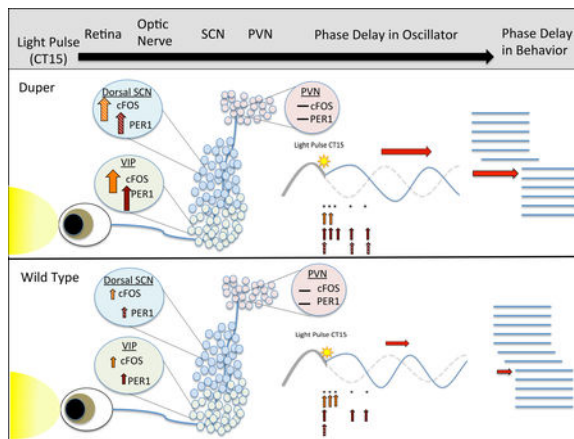 Light Pulse
(CT15)
Retina
Optic
Nerve
SCN
PVN
Phase Delay in Oscillator
Phase Delay
in Behavior
Duper
Dorsal SCN
cFOS
PER1
VIP
cFOS
PER1
PVN
cFOS
PER1
Light Pulse CT15
Wild Type
Dorsal SCN
cFOS
PER1
VIP
cFOS
PER1
PVN
cFOS
PER1
Light Pulse CT15